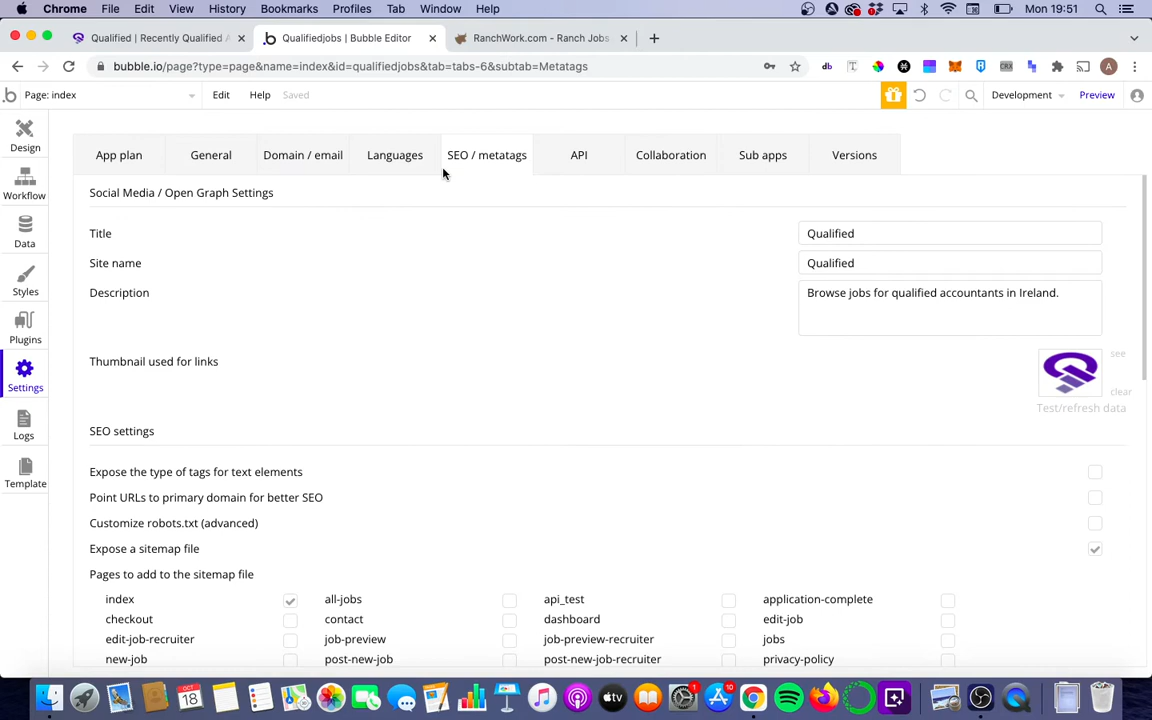 Chrome File Edit View History Bookmarks Profiles Tab Window Help Mon 19:51
Qualified | Recently Qualified A Qualifiedjobs | Bubble Editor RanchWork.com - Ranch Jobs,
bubble.io/page?type=page&name=index&id=qualifiedjobs&tab=tabs-6&subtab=Metatags
Page: index Edit Help Saved Development Preview
Design
Workflow
Data
Styles
Plugins
Settings
Logs
Template
App plan General Domain / email Languages SEO / metatags API Collaboration Sub apps Versions
Social Media / Open Graph Settings
Title Qualified
Site name Qualified
Description Browse jobs for qualified accountants in Ireland.
Thumbnail used for links
see
clear
Test/refresh data
SEO settings
Expose the type of tags for text elements
Point URLs to primary domain for better SEO
Customize robots.txt (advanced)
Expose a sitemap file
Pages to add to the sitemap file
index all-jobs api_test application-complete
checkout contact dashboard edit-job
edit-job-recruiter job-preview job-preview-recruiter jobs
new-job post-new-job post-new-job-recruiter privacy-policy